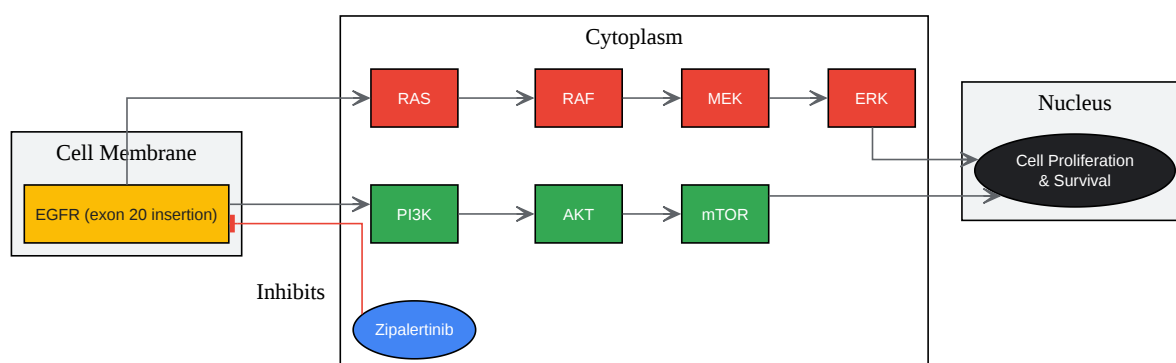 Cytoplasm
RAS
RAF
MEK
ERK
Nucleus
Cell Membrane
Cell Proliferation
& Survival
EGFR (exon 20 insertion)
PI3K
AKT
mTOR
Inhibits
Zipalertinib